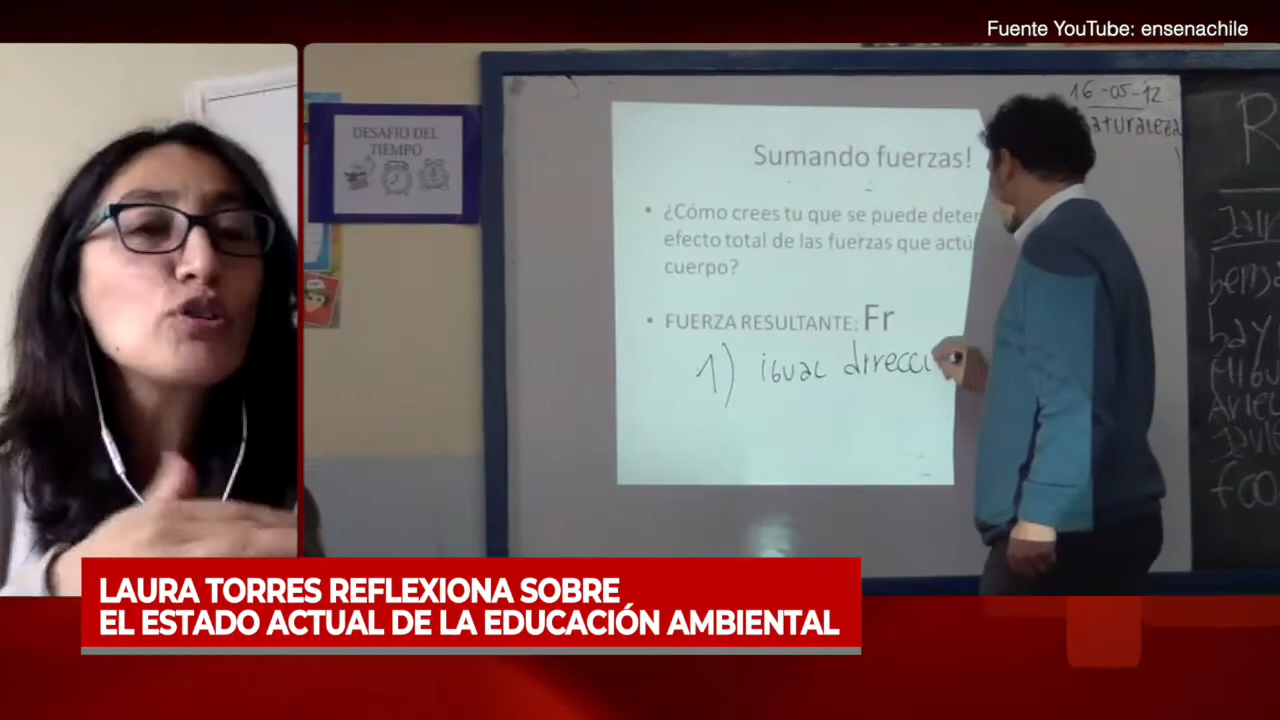 Fuente YouTube: ensenachile
DESAFIO DEL
TIEMPO
16-05-12
Sumando fuerzas!
• ¿Cómo crees tu que se puede deter
efecto total de las fuerzas que actú
cuerpo?
• FUERZA RESULTANTE: Fr
1) igual direcci
LAURA TORRES REFLEXIONA SOBRE
EL ESTADO ACTUAL DE LA EDUCACIÓN AMBIENTAL